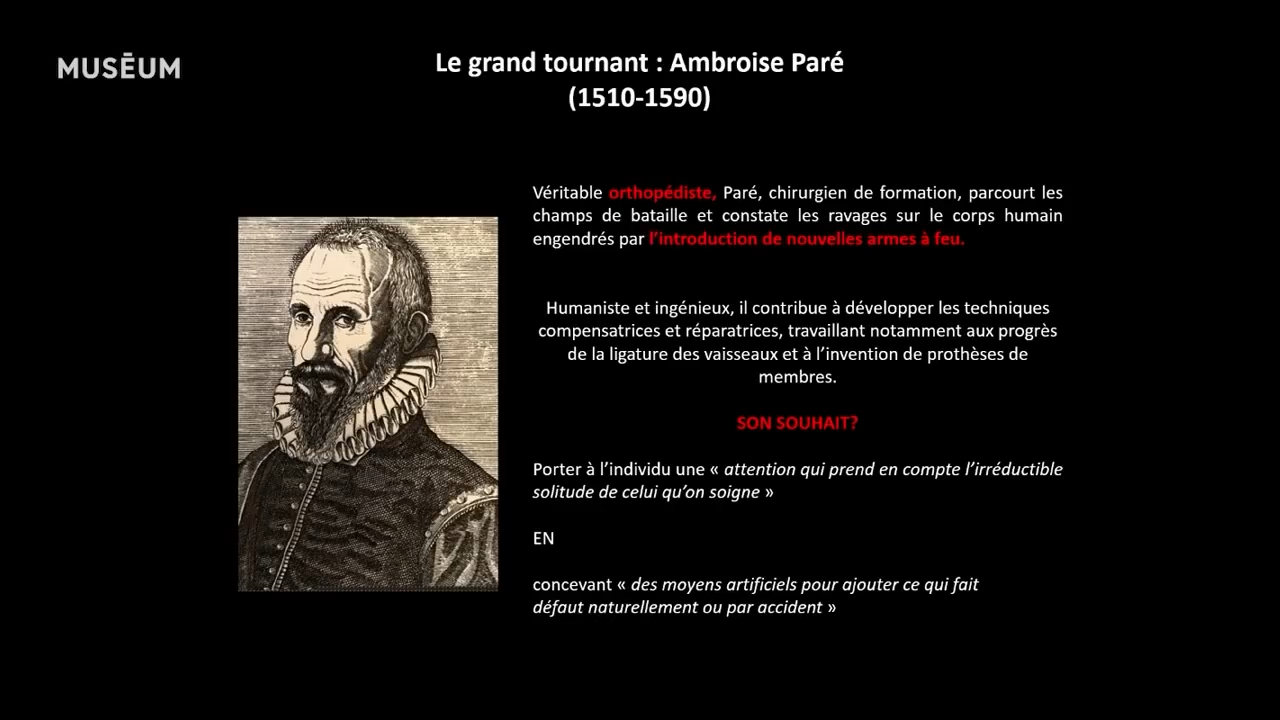 MUSĒUM
Le grand tournant : Ambroise Paré
(1510-1590)
Véritable orthopédiste, Paré, chirurgien de formation, parcourt les
champs de bataille et constate les ravages sur le corps humain
engendrés par l’introduction de nouvelles armes à feu.
Humaniste et ingénieux, il contribue à développer les techniques
compensatrices et réparatrices, travaillant notamment aux progrès
de la ligature des vaisseaux et à l’invention de prothèses de
membres.
SON SOUHAIT?
Porter à l’individu une « attention qui prend en compte l’irréductible
solitude de celui qu’on soigne »
EN
concevant « des moyens artificiels pour ajouter ce qui fait
défaut naturellement ou par accident »